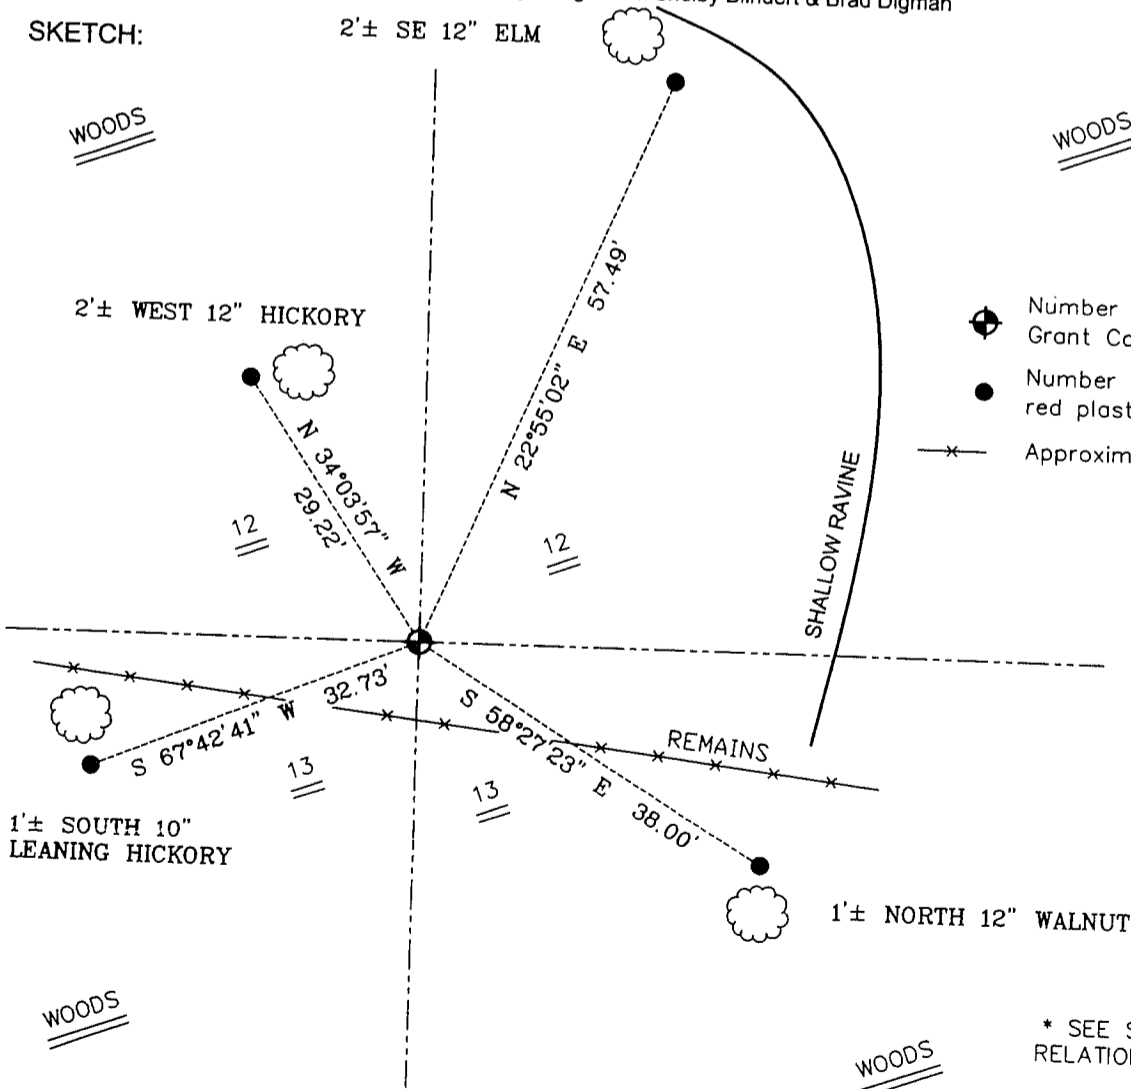 & Brad Digman
SKETCH:
2'± SE 12" ELM
WOODS
WOODS
2'± WEST 12" HICKORY
N 22°55'02" E 57.49'
N 34°03'57" W
29.22'
Number
Grant Co
Number
red plast
Approxim
SHALLOW RAVINE
12
12
S 67°42'41" W 32.73'
S 58°27'23" E 38.00'
REMAINS
13
13
1'± SOUTH 10"
LEANING HICKORY
1'± NORTH 12" WALNUT
WOODS
WOODS
* SEE S
RELATION